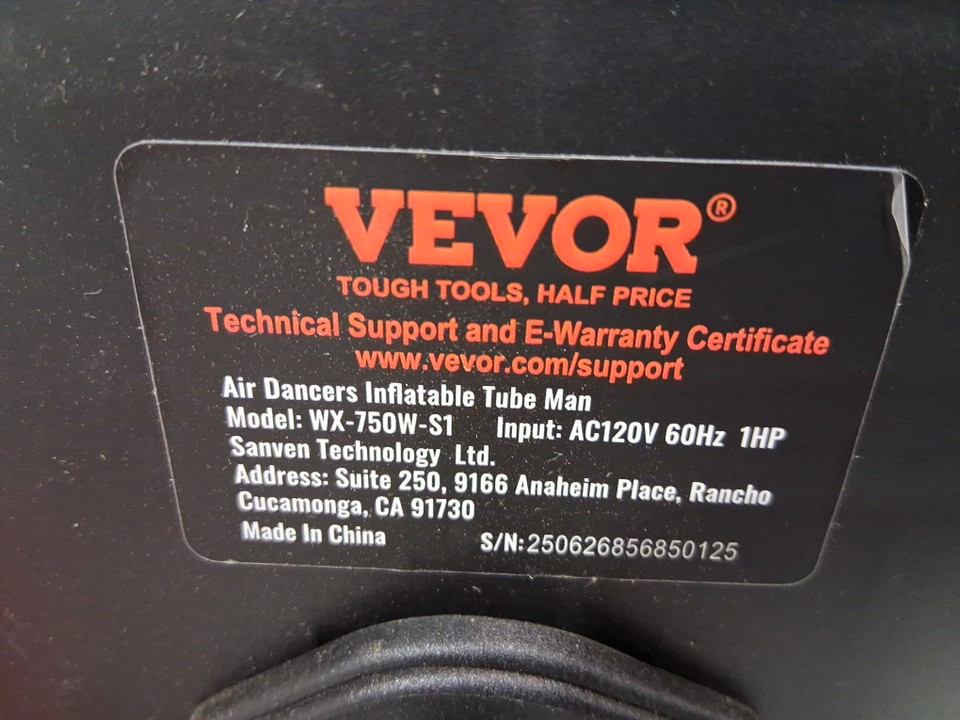 VEVOR®
TOUGH TOOLS, HALF PRICE
Technical Support and E-Warranty Certificate
www.vevor.com/support
Air Dancers Inflatable Tube Man
Model: WX-750W-S1 Input: AC120V 60Hz 1HP
Sanven Technology Ltd.
Address: Suite 250, 9166 Anaheim Place, Rancho
Cucamonga, CA 91730
Made In China S/N:250626856850125